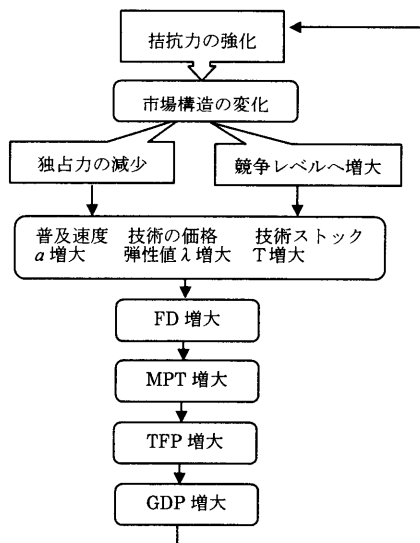 拮抗力の強化
市場構造の変化
独占力の減少
競争レベルへ増大
普及速度
a 増大
技術の価格
弾性値 λ 増大
技術ストック
T 増大
FD 増大
MPT 増大
TFP 増大
GDP 増大